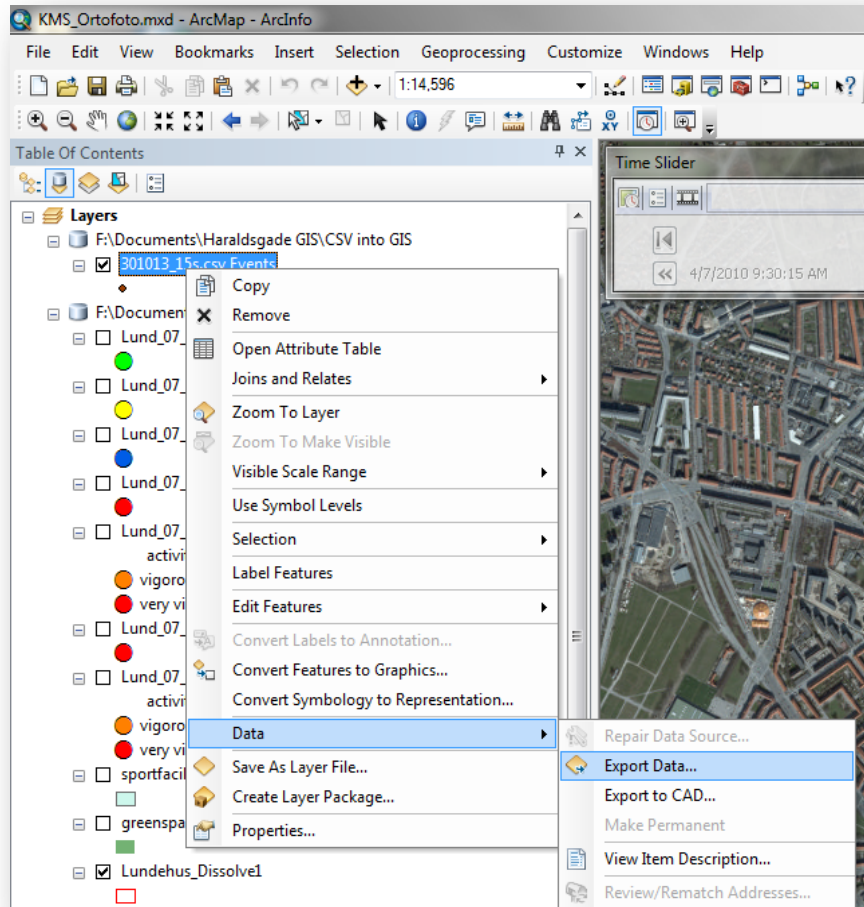 KMS_Ortofoto.mxd - ArcMap - ArcInfo
File Edit View Bookmarks Insert Selection Geoprocessing Customize Windows Help
1:14,596
Table Of Contents
Time Slider
4/7/2010 9:30:15 AM
Layers
F:\Documents\Haraldsgade GIS\CSV into GIS
301013_15s.csv Events
F:\Documen
Lund_07_
Lund_07_
Lund_07_
Lund_07_
Lund_07_
activi
vigoro
very vi
Lund_07_
Lund_07_
activi
vigoro
very vi
sportfacil
greenspa
Lundehus_Dissolve1
Copy
Remove
Open Attribute Table
Joins and Relates
Zoom To Layer
Zoom To Make Visible
Visible Scale Range
Use Symbol Levels
Selection
Label Features
Edit Features
Convert Labels to Annotation...
Convert Features to Graphics...
Convert Symbology to Representation...
Data
Save As Layer File...
Create Layer Package...
Properties...
Repair Data Source...
Export Data...
Export to CAD...
Make Permanent
View Item Description...
Review/Rematch Addresses...